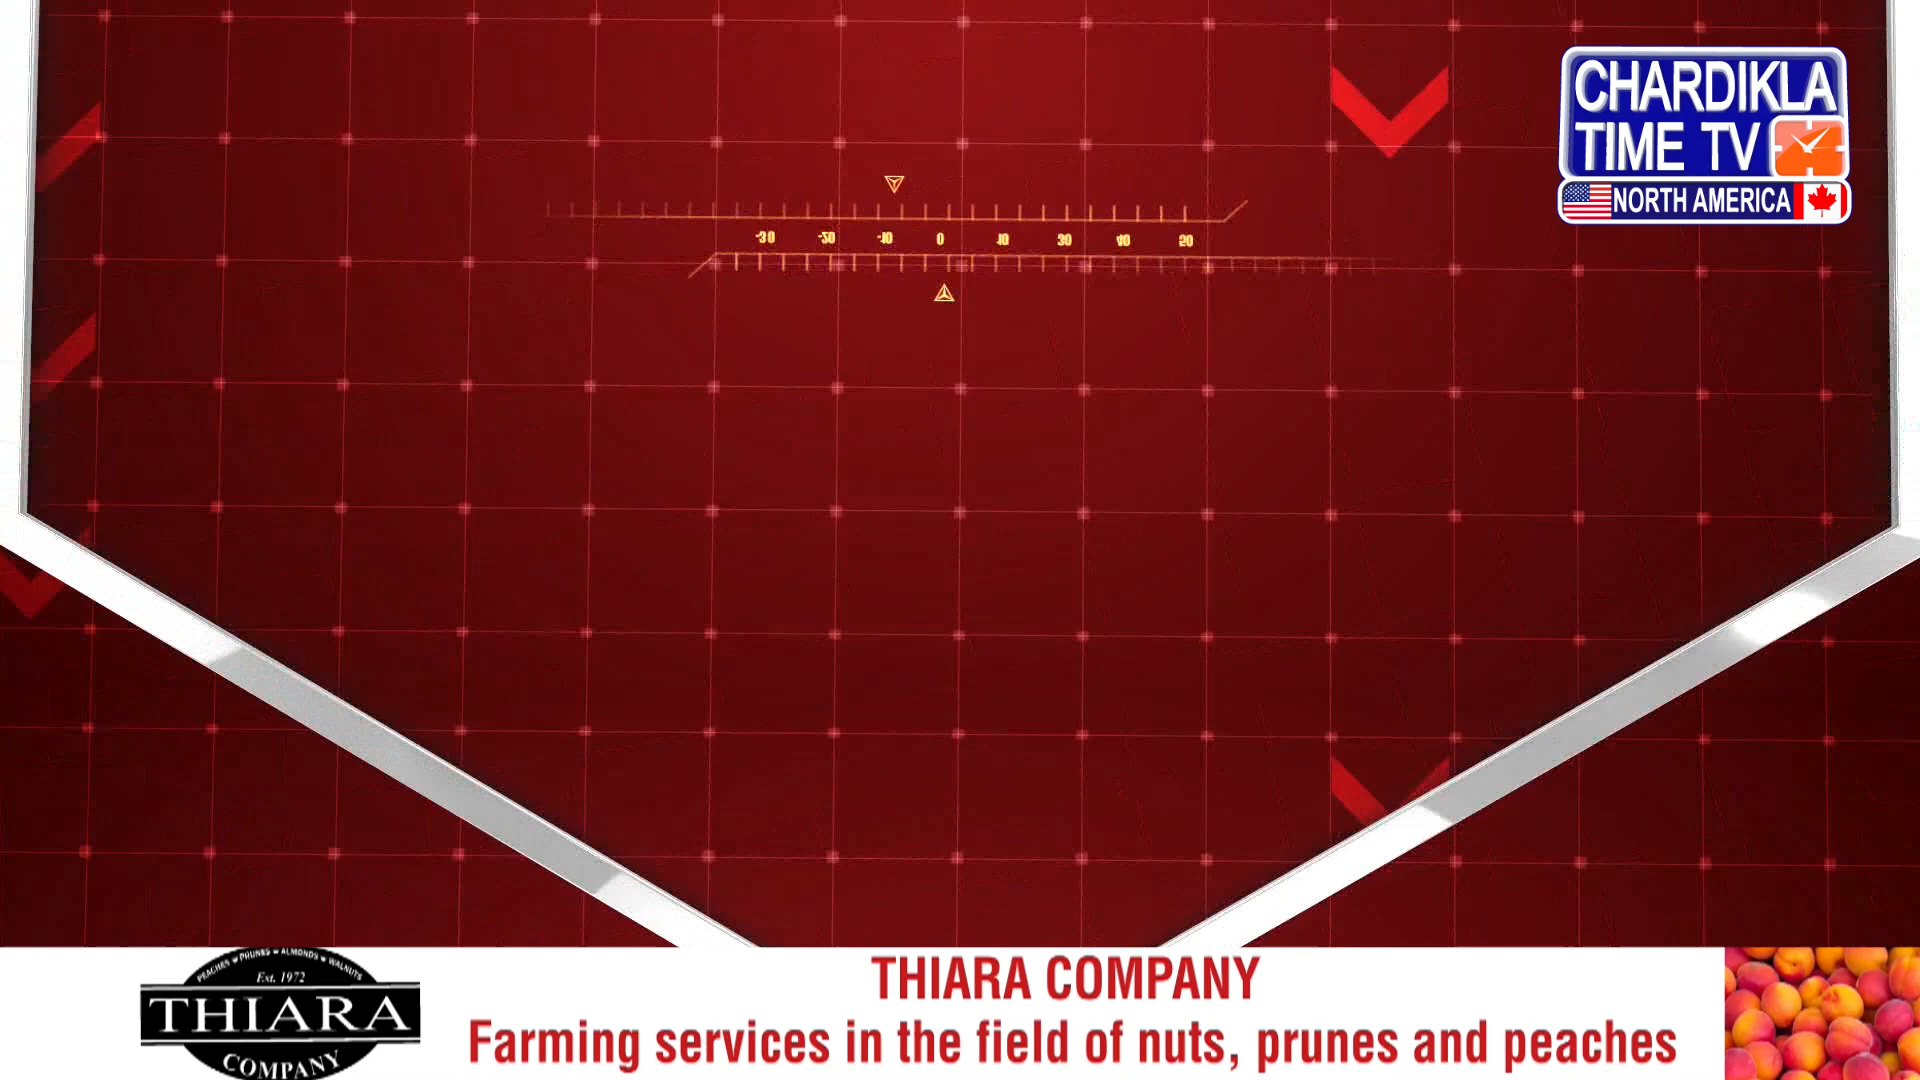 CHARDIKLA
TIME TV
NORTH AMERICA
-30 -20 -10 0 10 30 40 50
PEACHES PRUNES ALMONDS WALNUTS
Est. 1972
THIARA
COMPANY
THIARA COMPANY
Farming services in the field of nuts, prunes and peaches